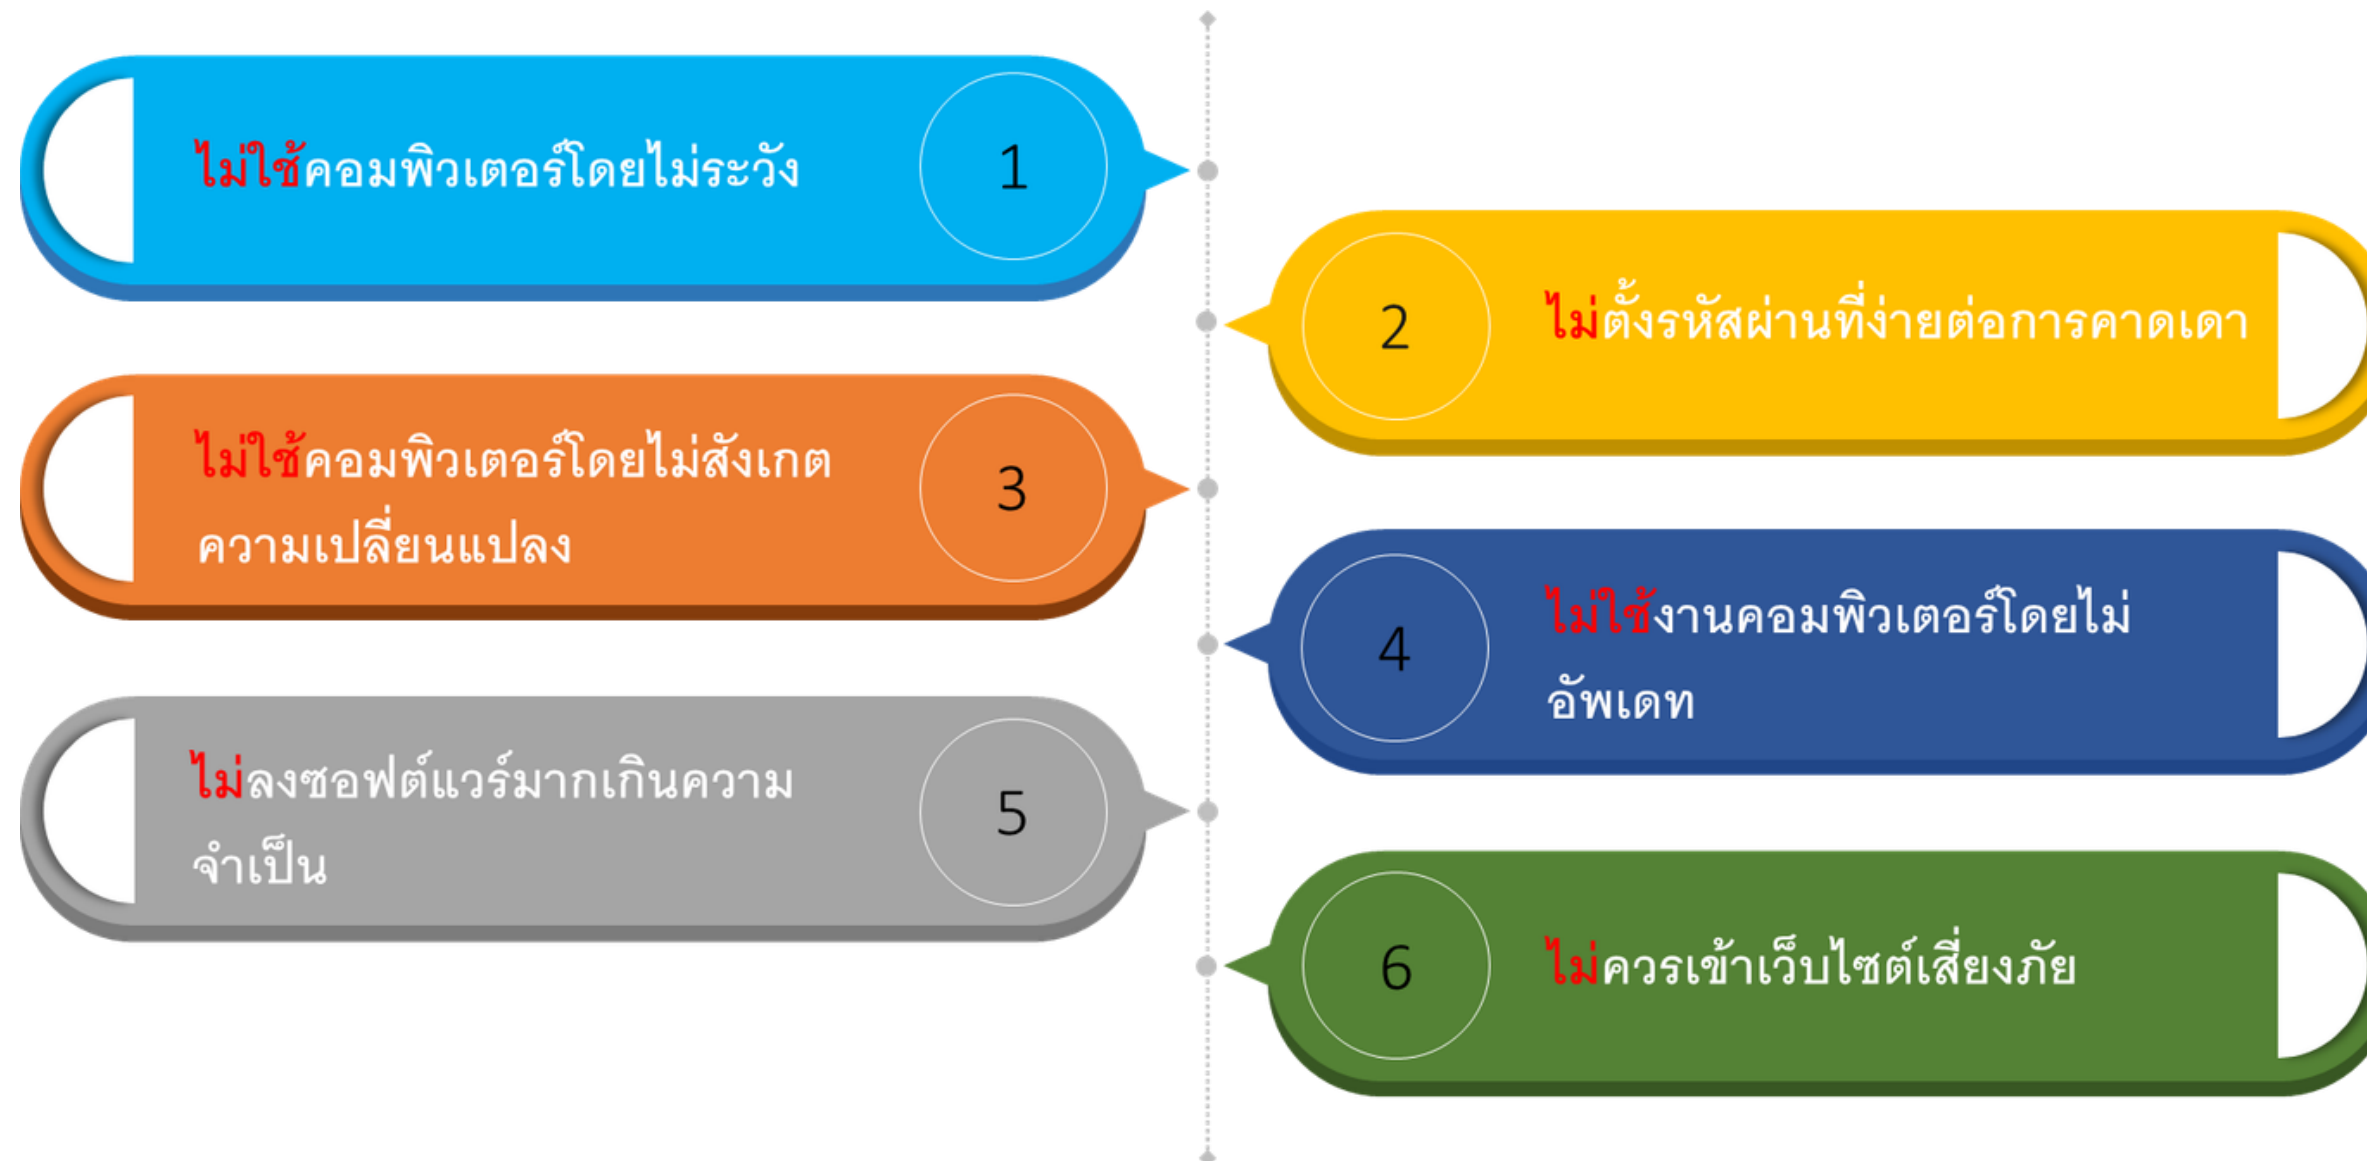 ไม่ใช้คอมพิวเตอร์โดยไม่ระวัง
1
2
ไม่ตั้งรหัสผ่านที่ง่ายต่อการคาดเดา
ไม่ใช้คอมพิวเตอร์โดยไม่สังเกต
ความเปลี่ยนแปลง
3
4
ไม่ใช้งานคอมพิวเตอร์โดยไม่
อัพเดท
ไม่ลงซอฟต์แวร์มากเกินความ
จำเป็น
5
6
ไม่ควรเข้าเว็บไซต์เสี่ยงภัย